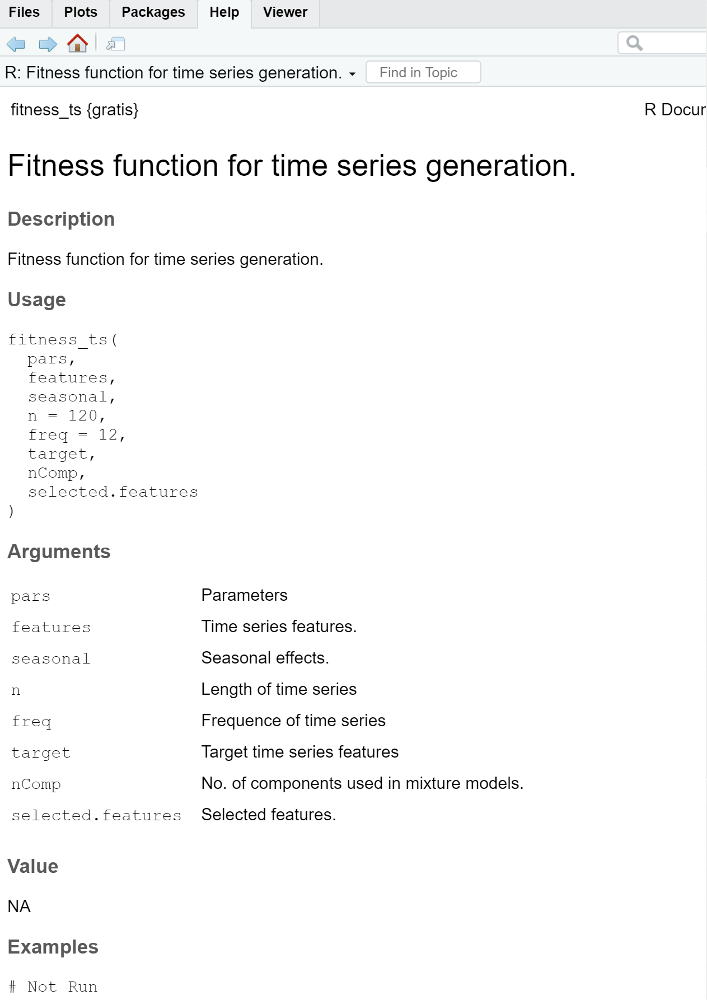 Files Plots Packages Help Viewer
R: Fitness function for time series generation. Find in Topic
fitness_ts {gratis} R Docur
Fitness function for time series generation.
Description
Fitness function for time series generation.
Usage
fitness_ts(
  pars,
  features,
  seasonal,
  n = 120,
  freq = 12,
  target,
  nComp,
  selected.features
)
Arguments
pars Parameters
features Time series features.
seasonal Seasonal effects.
n Length of time series
freq Frequence of time series
target Target time series features
nComp No. of components used in mixture models.
selected.features Selected features.
Value
NA
Examples
# Not Run